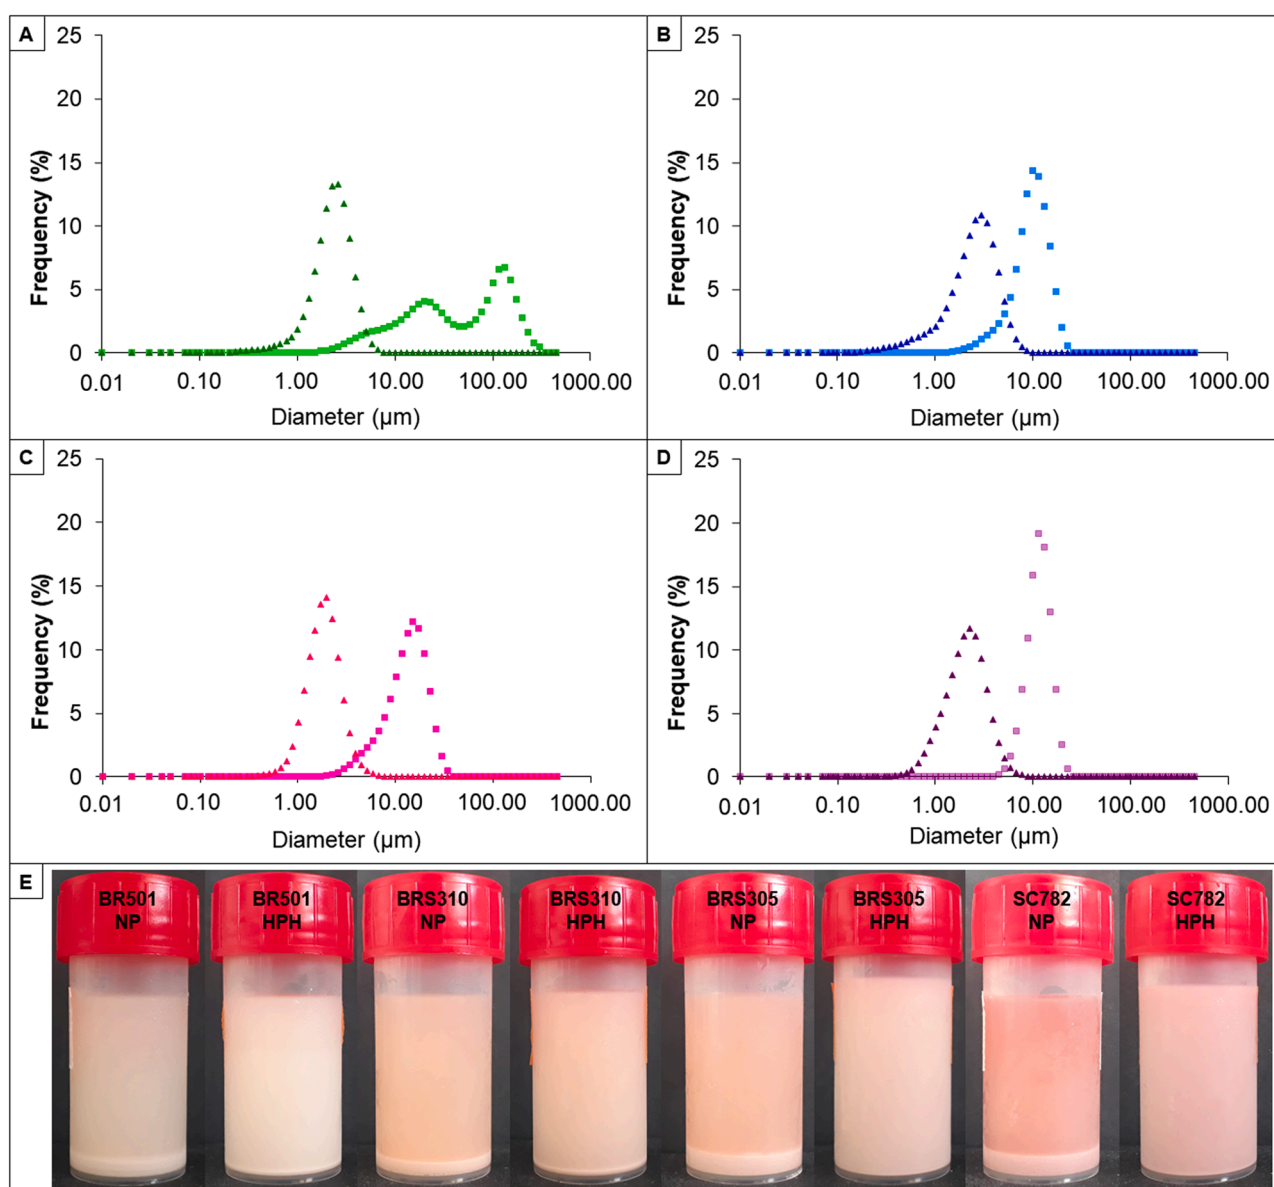 A
25
20
15
10
5
0
0.01 0.10 1.00 10.00 100.00 1000.00
Frequency (%)
Diameter (µm)
B
25
20
15
10
5
0
0.01 0.10 1.00 10.00 100.00 1000.00
Frequency (%)
Diameter (µm)
C
25
20
15
10
5
0
0.01 0.10 1.00 10.00 100.00 1000.00
Frequency (%)
Diameter (µm)
D
25
20
15
10
5
0
0.01 0.10 1.00 10.00 100.00 1000.00
Frequency (%)
Diameter (µm)
E
BR501
NP
BR501
HPH
BRS310
NP
BRS310
HPH
BRS305
NP
BRS305
HPH
SC782
NP
SC782
HPH